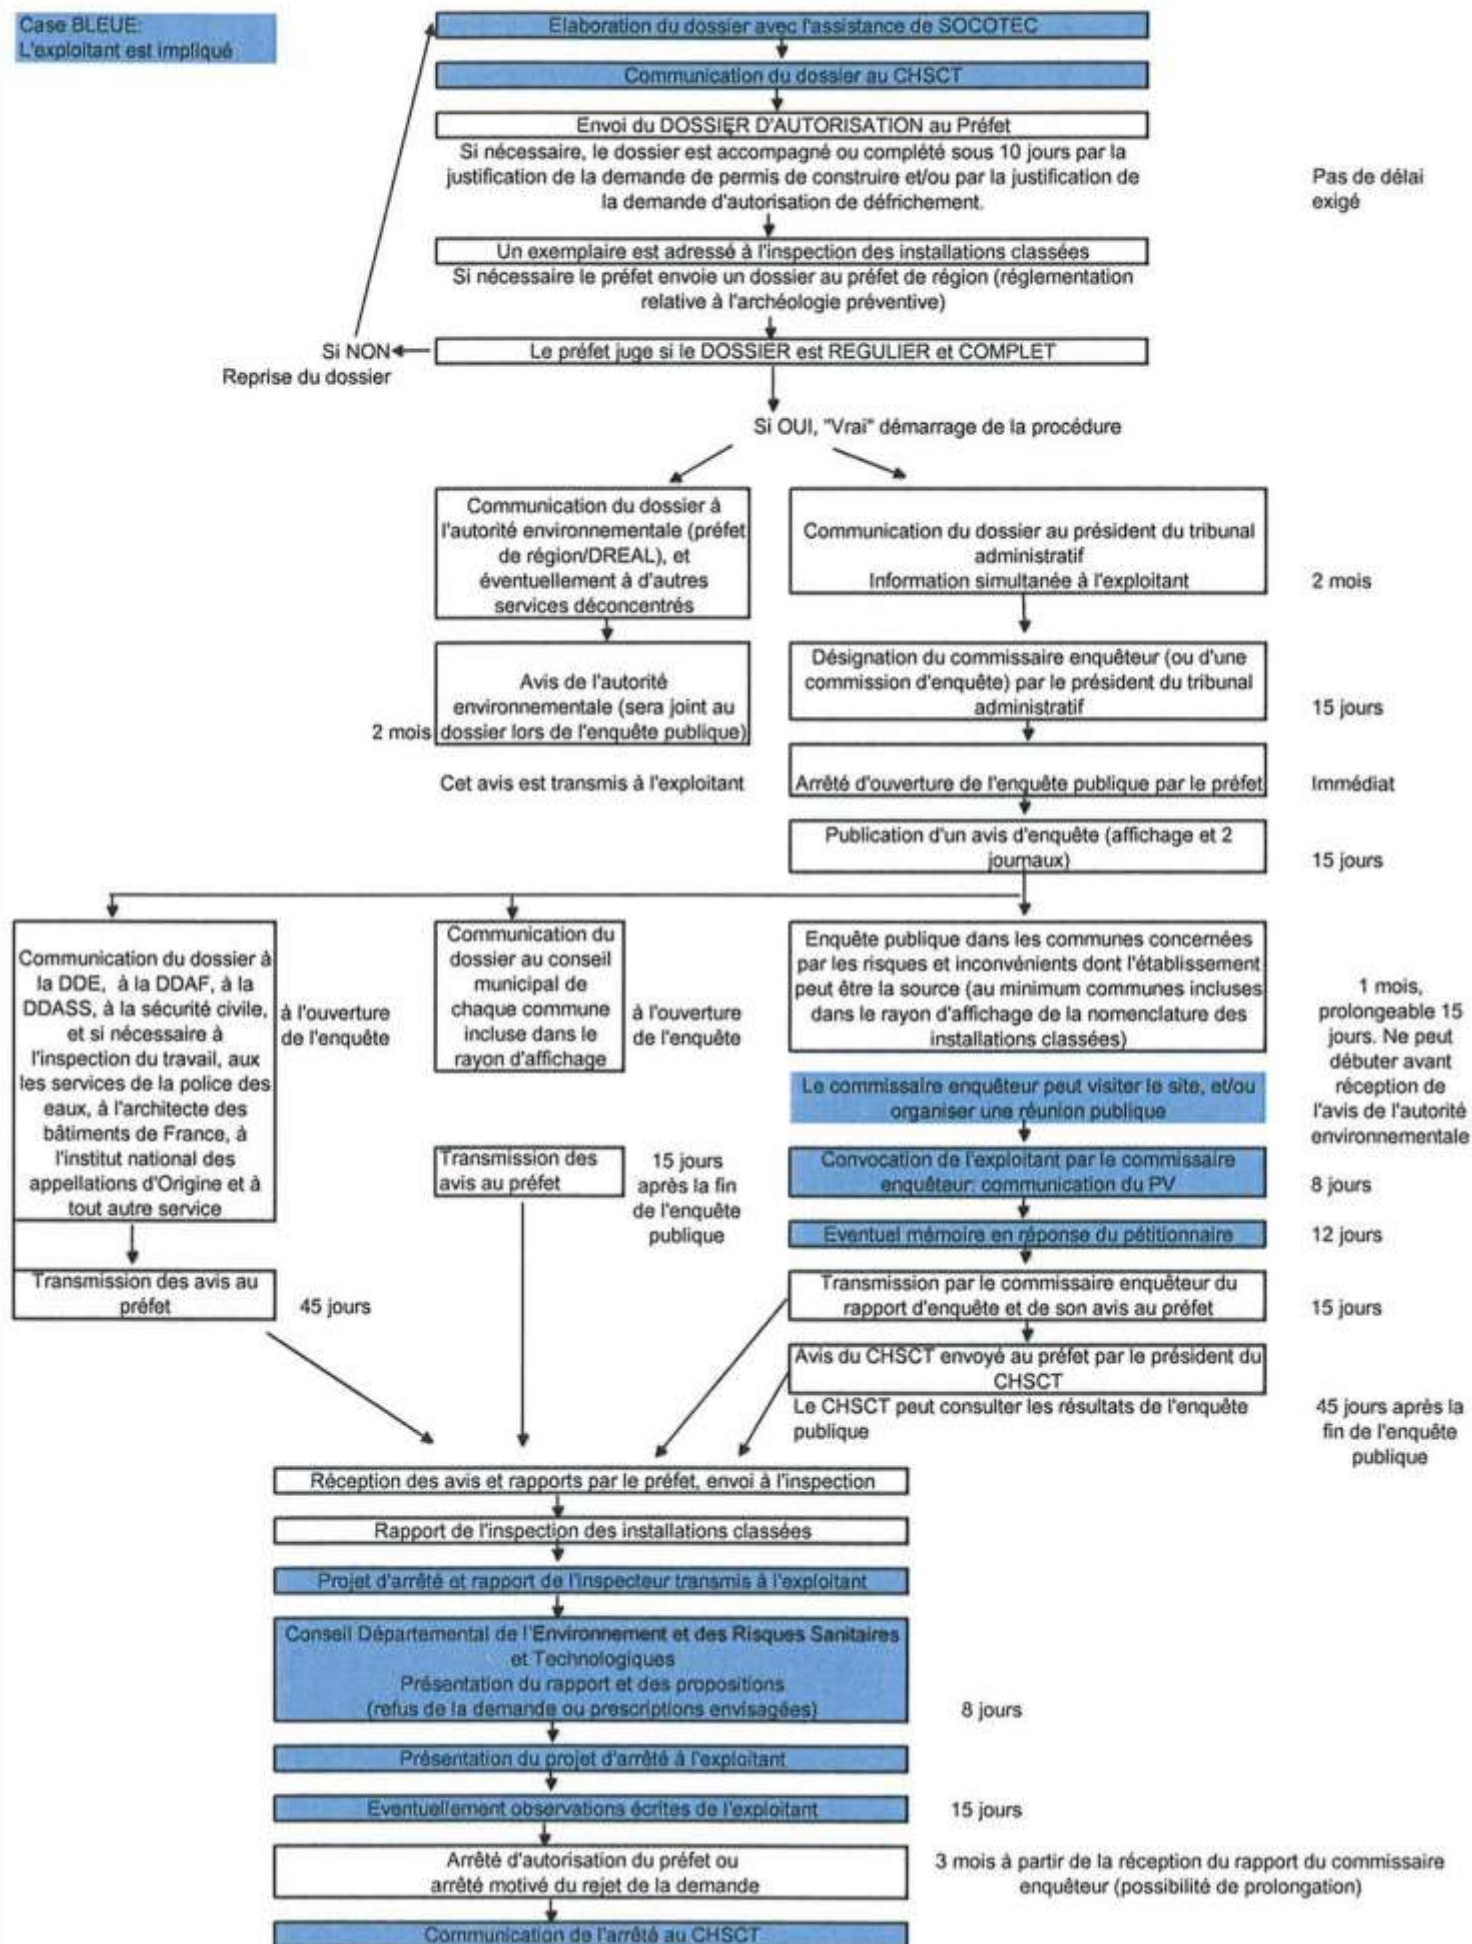 Case BLEUE:
L'exploitant est impliqué
Elaboration du dossier avec l'assistance de SOCOTEC
Communication du dossier au CHSCT
Envoi du DOSSIER D'AUTORISATION au Préfet
Si nécessaire, le dossier est accompagné ou complété sous 10 jours par la
justification de la demande de permis de construire et/ou par la justification de
la demande d'autorisation de défrichement.
Pas de délai
exigé
Un exemplaire est adressé à l'inspection des installations classées
Si nécessaire le préfet envoie un dossier au préfet de région (réglementation
relative à l'archéologie préventive)
Si NON
Reprise du dossier
Le préfet juge si le DOSSIER est REGULIER et COMPLET
Si OUI, "Vrai" démarrage de la procédure
Communication du dossier à
l'autorité environnementale (préfet
de région/DREAL), et
éventuellement à d'autres
services déconcentrés
Communication du dossier au président du tribunal
administratif
Information simultanée à l'exploitant
2 mois
Avis de l'autorité
environnementale (sera joint au
dossier lors de l'enquête publique)
2 mois
Cet avis est transmis à l'exploitant
Désignation du commissaire enquêteur (ou d'une
commission d'enquête) par le président du tribunal
administratif
15 jours
Arrêté d'ouverture de l'enquête publique par le préfet
Immédiat
Publication d'un avis d'enquête (affichage et 2
journaux)
15 jours
Communication du dossier à
la DDE, à la DDAF, à la
DDASS, à la sécurité civile,
et si nécessaire à
l'inspection du travail, aux
les services de la police des
eaux, à l'architecte des
bâtiments de France, à
l'institut national des
appellations d'Origine et à
tout autre service
à l'ouverture
de l'enquête
Transmission des avis au
préfet
45 jours
Communication du
dossier au conseil
municipal de
chaque commune
incluse dans le
rayon d'affichage
à l'ouverture
de l'enquête
Transmission des
avis au préfet
15 jours
après la fin
de l'enquête
publique
Enquête publique dans les communes concernées
par les risques et inconvénients dont l'établissement
peut être la source (au minimum communes incluses
dans le rayon d'affichage de la nomenclature des
installations classées)
1 mois,
prolongeable 15
jours. Ne peut
débuter avant
réception de
l'avis de l'autorité
environnementale
Le commissaire enquêteur peut visiter le site, et/ou
organiser une réunion publique
Convocation de l'exploitant par le commissaire
enquêteur: communication du PV
8 jours
Eventuel mémoire en réponse du pétitionnaire
12 jours
Transmission par le commissaire enquêteur du
rapport d'enquête et de son avis au préfet
15 jours
Avis du CHSCT envoyé au préfet par le président du
CHSCT
Le CHSCT peut consulter les résultats de l'enquête
publique
45 jours après la
fin de l'enquête
publique
Réception des avis et rapports par le préfet, envoi à l'inspection
Rapport de l'inspection des installations classées
Projet d'arrêté et rapport de l'inspecteur transmis à l'exploitant
Conseil Départemental de l'Environnement et des Risques Sanitaires
et Technologiques
Présentation du rapport et des propositions
(refus de la demande ou prescriptions envisagées)
8 jours
Présentation du projet d'arrêté à l'exploitant
Eventuellement observations écrites de l'exploitant
15 jours
Arrêté d'autorisation du préfet ou
arrêté motivé du rejet de la demande
3 mois à partir de la réception du rapport du commissaire
enquêteur (possibilité de prolongation)
Communication de l'arrêté au CHSCT